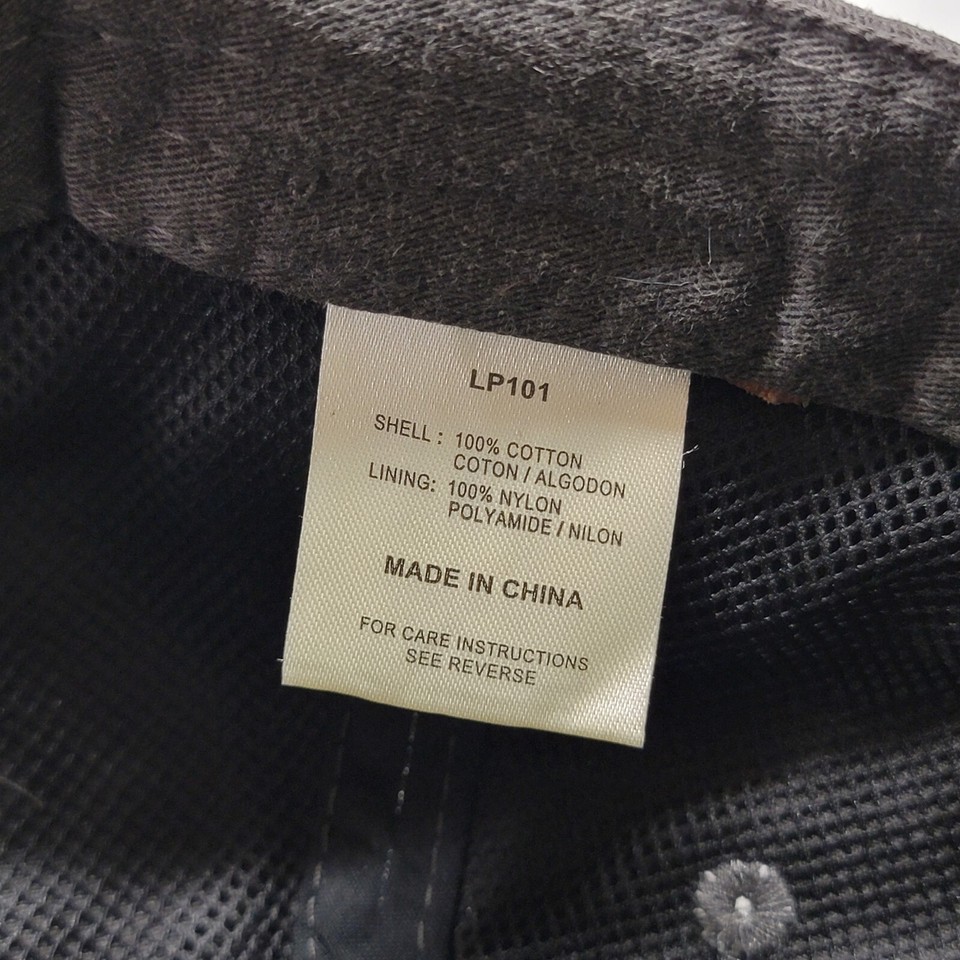 LP101
SHELL : 100% COTTON
COTON / ALGODON
LINING: 100% NYLON
POLYAMIDE / NILON
MADE IN CHINA
FOR CARE INSTRUCTIONS
SEE REVERSE